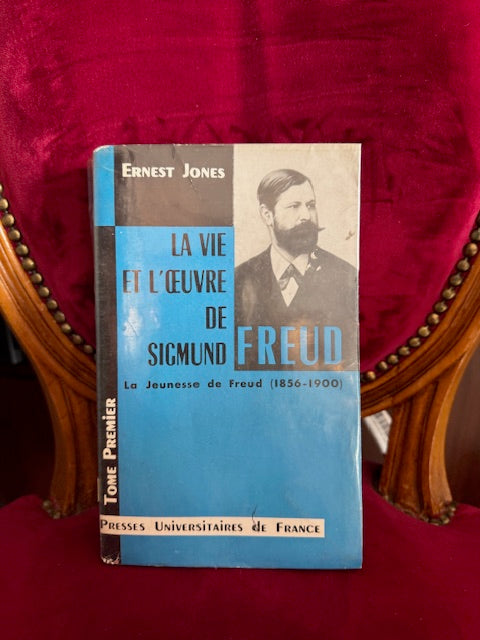 ERNEST JONES
LA VIE
ET L'ŒUVRE
DE
SIGMUND FREUD
La Jeunesse de Freud (1856-1900)
TOME PREMIER
PRESSES UNIVERSITAIRES de FRANCE